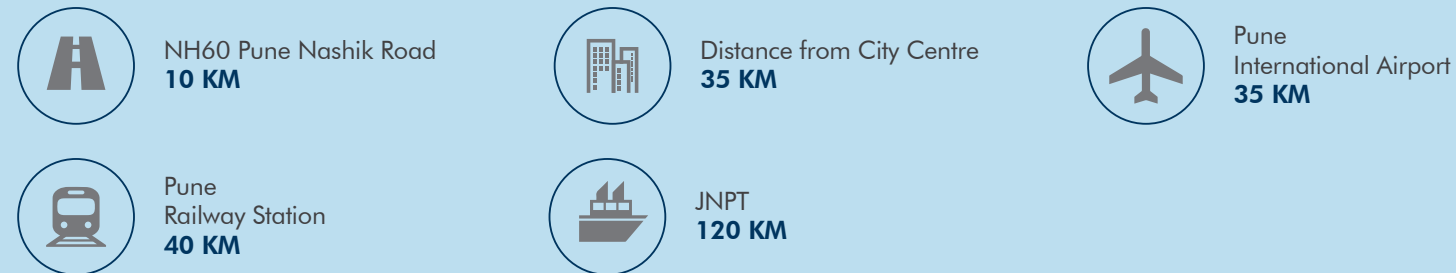 NH60 Pune Nashik Road
10 KM
Distance from City Centre
35 KM
Pune
International Airport
35 KM
Pune
Railway Station
40 KM
JNPT
120 KM